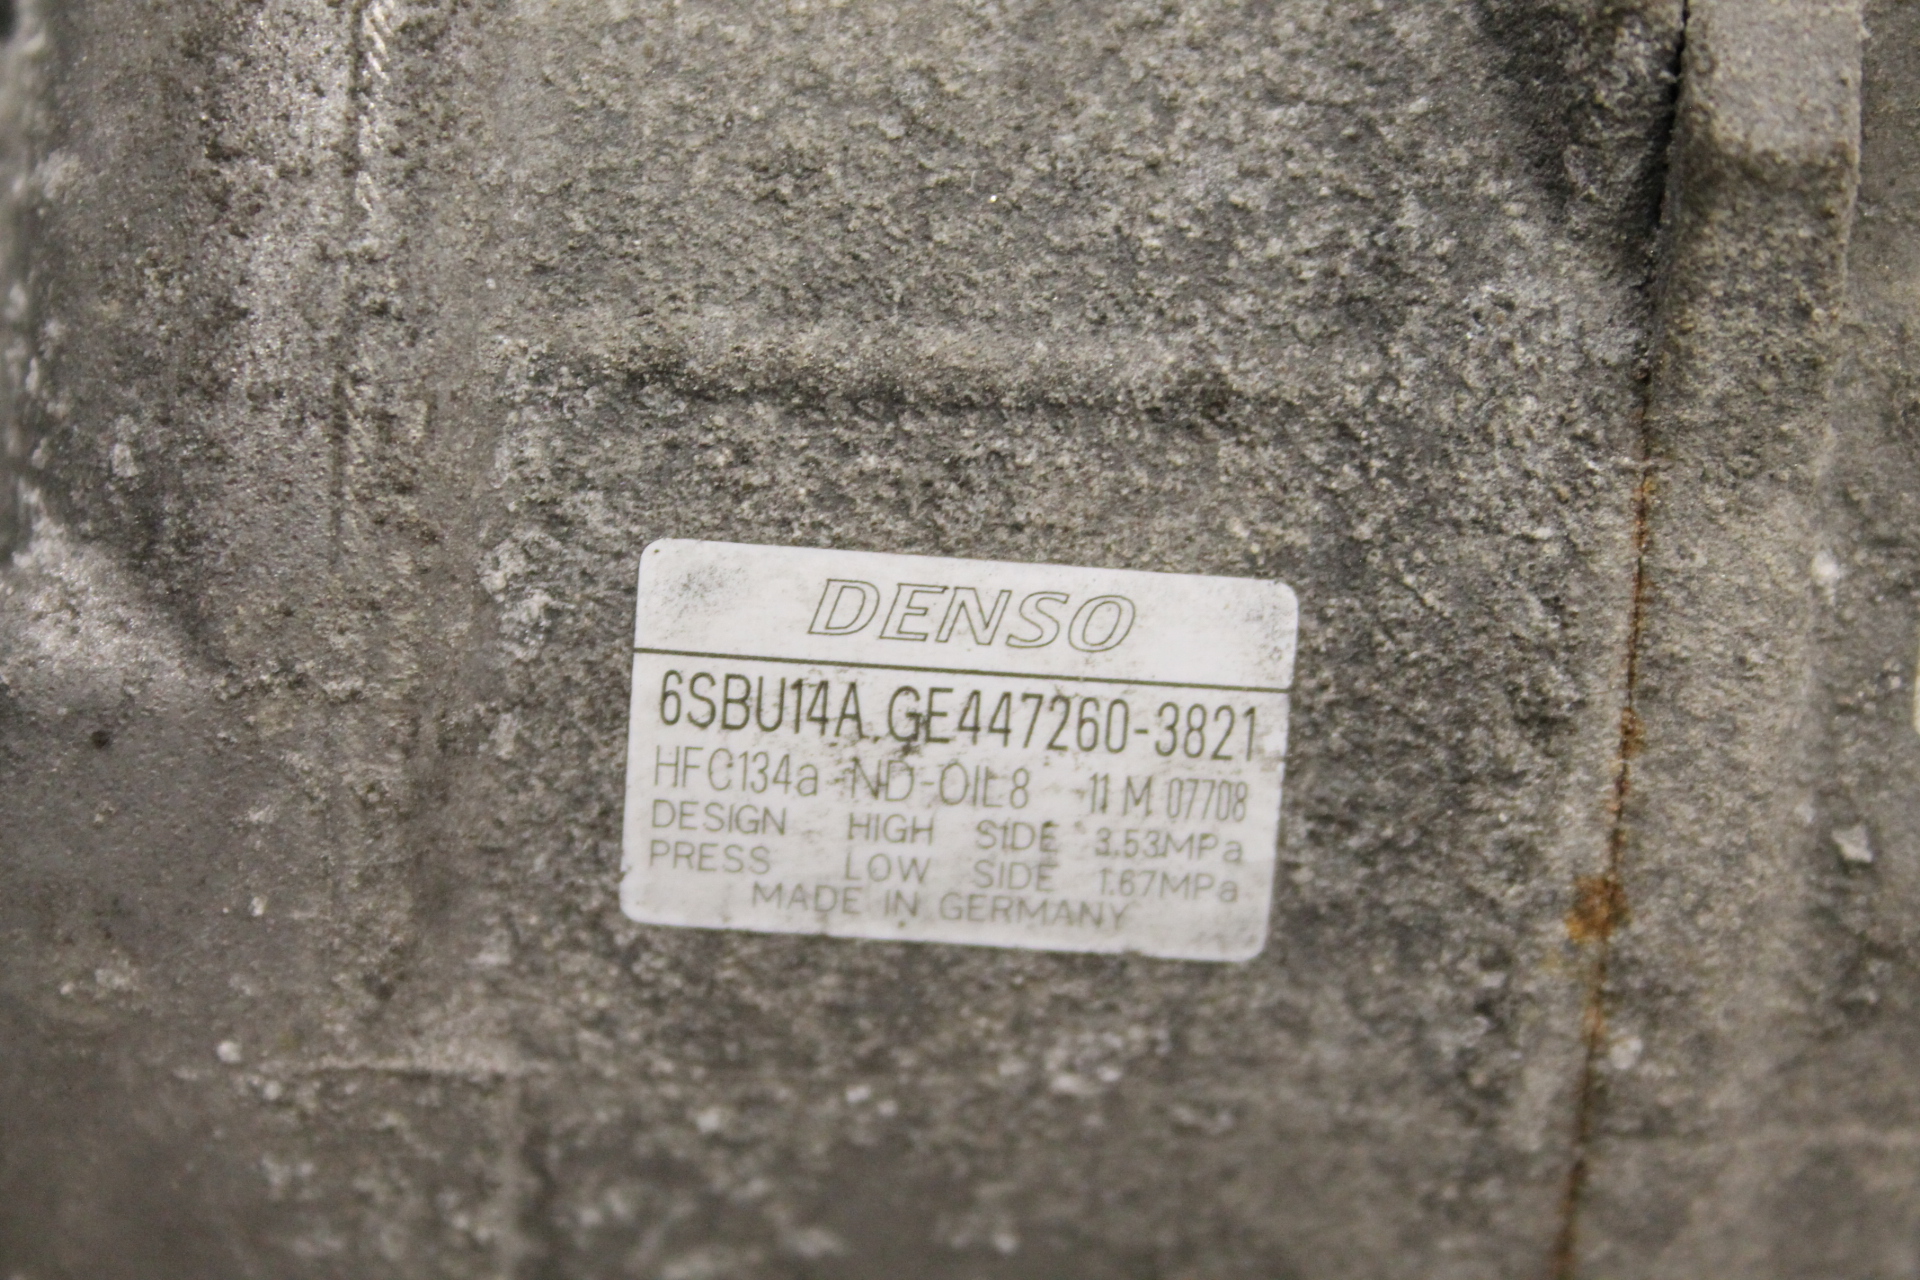 DENSO
6SBU14A GE447260-3821
HFC134a ND-OIL8 11 M 07708
DESIGN HIGH SIDE 3.53MPa
PRESS LOW SIDE 1.67MPa
MADE IN GERMANY